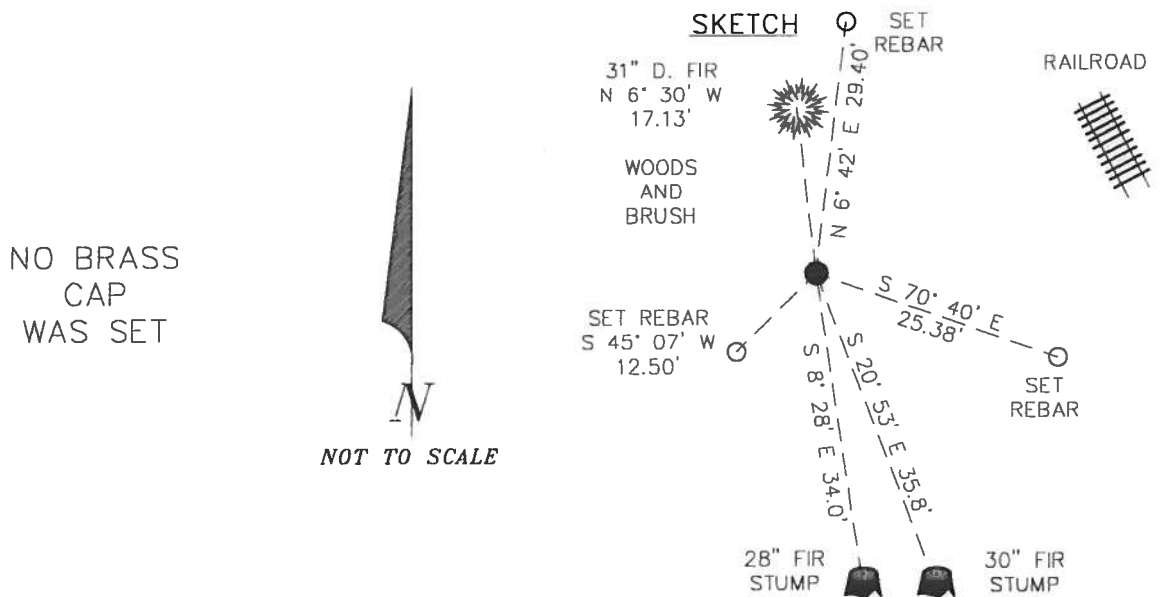 SKETCH
SET
REBAR
31" D. FIR
N 6° 30' W
17.13'
N 6° 42' E 29.40'
RAILROAD
WOODS
AND
BRUSH
NO BRASS
CAP
WAS SET
N
NOT TO SCALE
SET REBAR
S 45° 07' W
12.50'
S 70° 40' E
25.38'
SET
REBAR
S 8° 28' E 34.0'
S 20° 53' E 35.8'
28" FIR
STUMP
30" FIR
STUMP